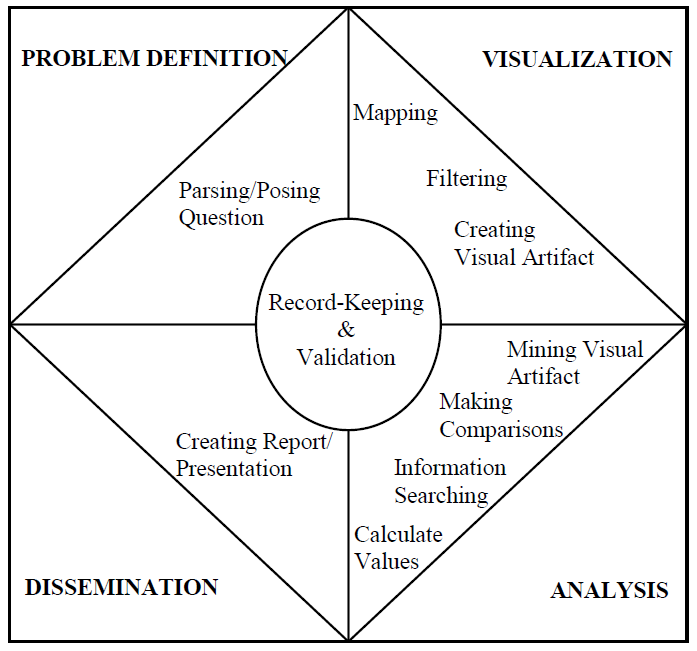 PROBLEM DEFINITION
VISUALIZATION
Mapping
Filtering
Parsing/Posing
Question
Creating
Visual Artifact
Record-Keeping
&
Validation
Mining Visual
Artifact
Making
Comparisons
Creating Report/
Presentation
Information
Searching
Calculate
Values
DISSEMINATION
ANALYSIS